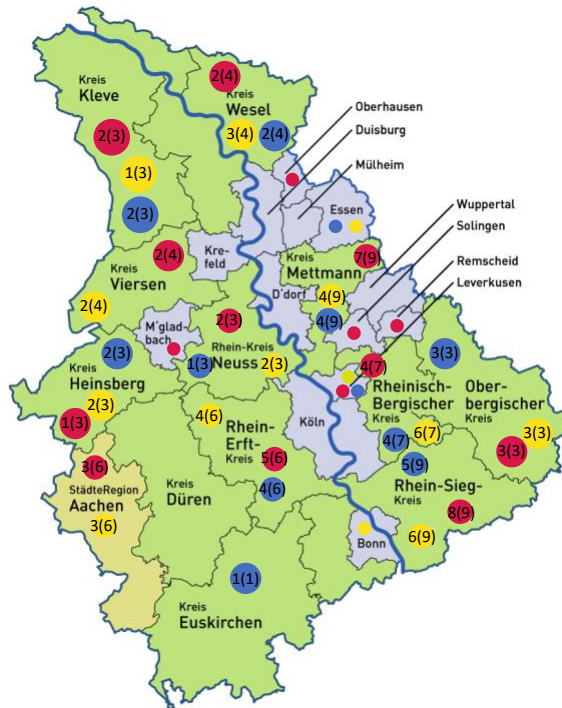 2(4)
Kreis
Kleve
Kreis
Wesel
Oberhausen
Duisburg
Mülheim
2(3)
3(4)
2(4)
1(3)
2(3)
Wuppertal
Solingen
Remscheid
Leverkusen
Essen
Kre-
feld
2(4)
Kreis
Viersen
2(4)
Kreis
Mettmann
7(9)
D'dorf
4(9)
4(9)
2(3)
M'glad-
bach
Rhein-Kreis
Neuss
1(3)
2(3)
2(3)
Kreis
Heinsberg
2(3)
1(3)
4(7)
3(3)
Rheinisch-
Bergischer
Kreis
4(7)
6(7)
Ober-
bergischer
Kreis
3(3)
3(3)
4(6)
Rhein-
Erft-
Kreis
5(6)
4(6)
Köln
5(9)
Rhein-Sieg-
Kreis
8(9)
6(9)
3(6)
StädteRegion
Aachen
3(6)
Kreis
Düren
Bonn
1(1)
Kreis
Euskirchen